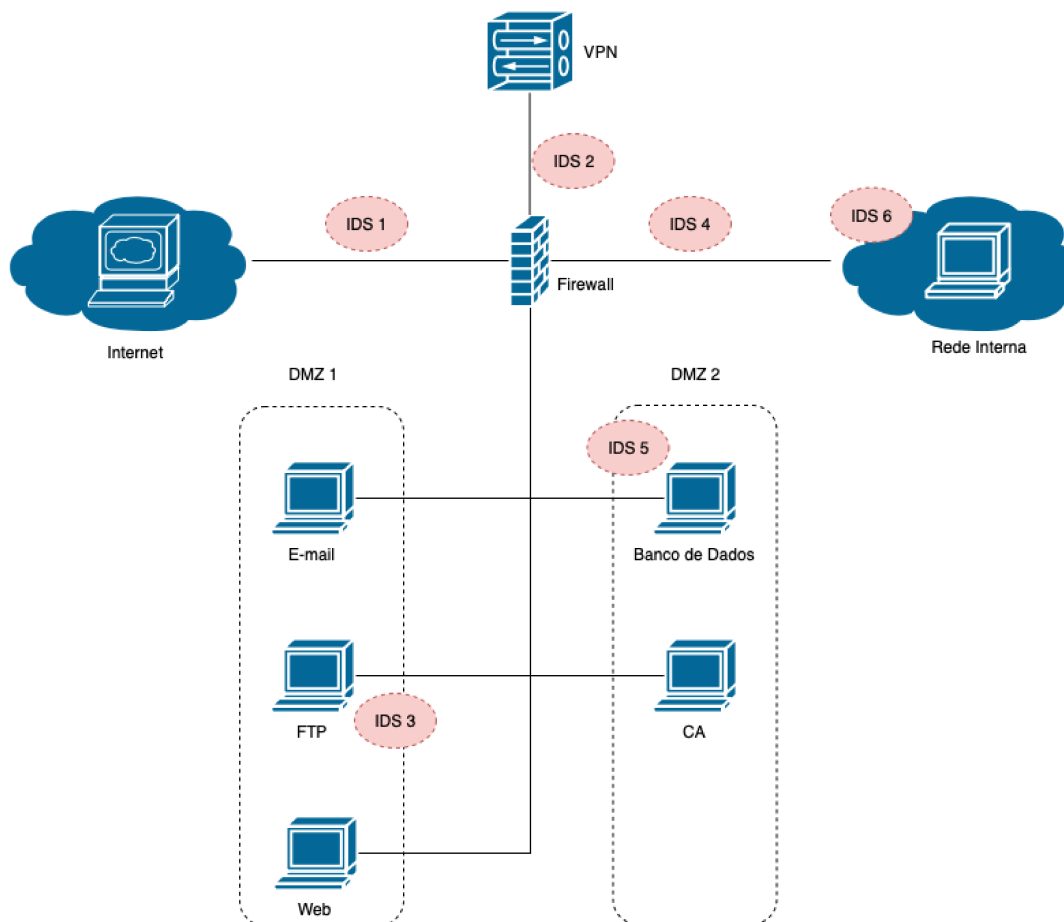 VPN
IDS 2
IDS 1
IDS 4
IDS 6
Firewall
Internet
Rede Interna
DMZ 1
DMZ 2
IDS 5
E-mail
Banco de Dados
FTP
IDS 3
CA
Web